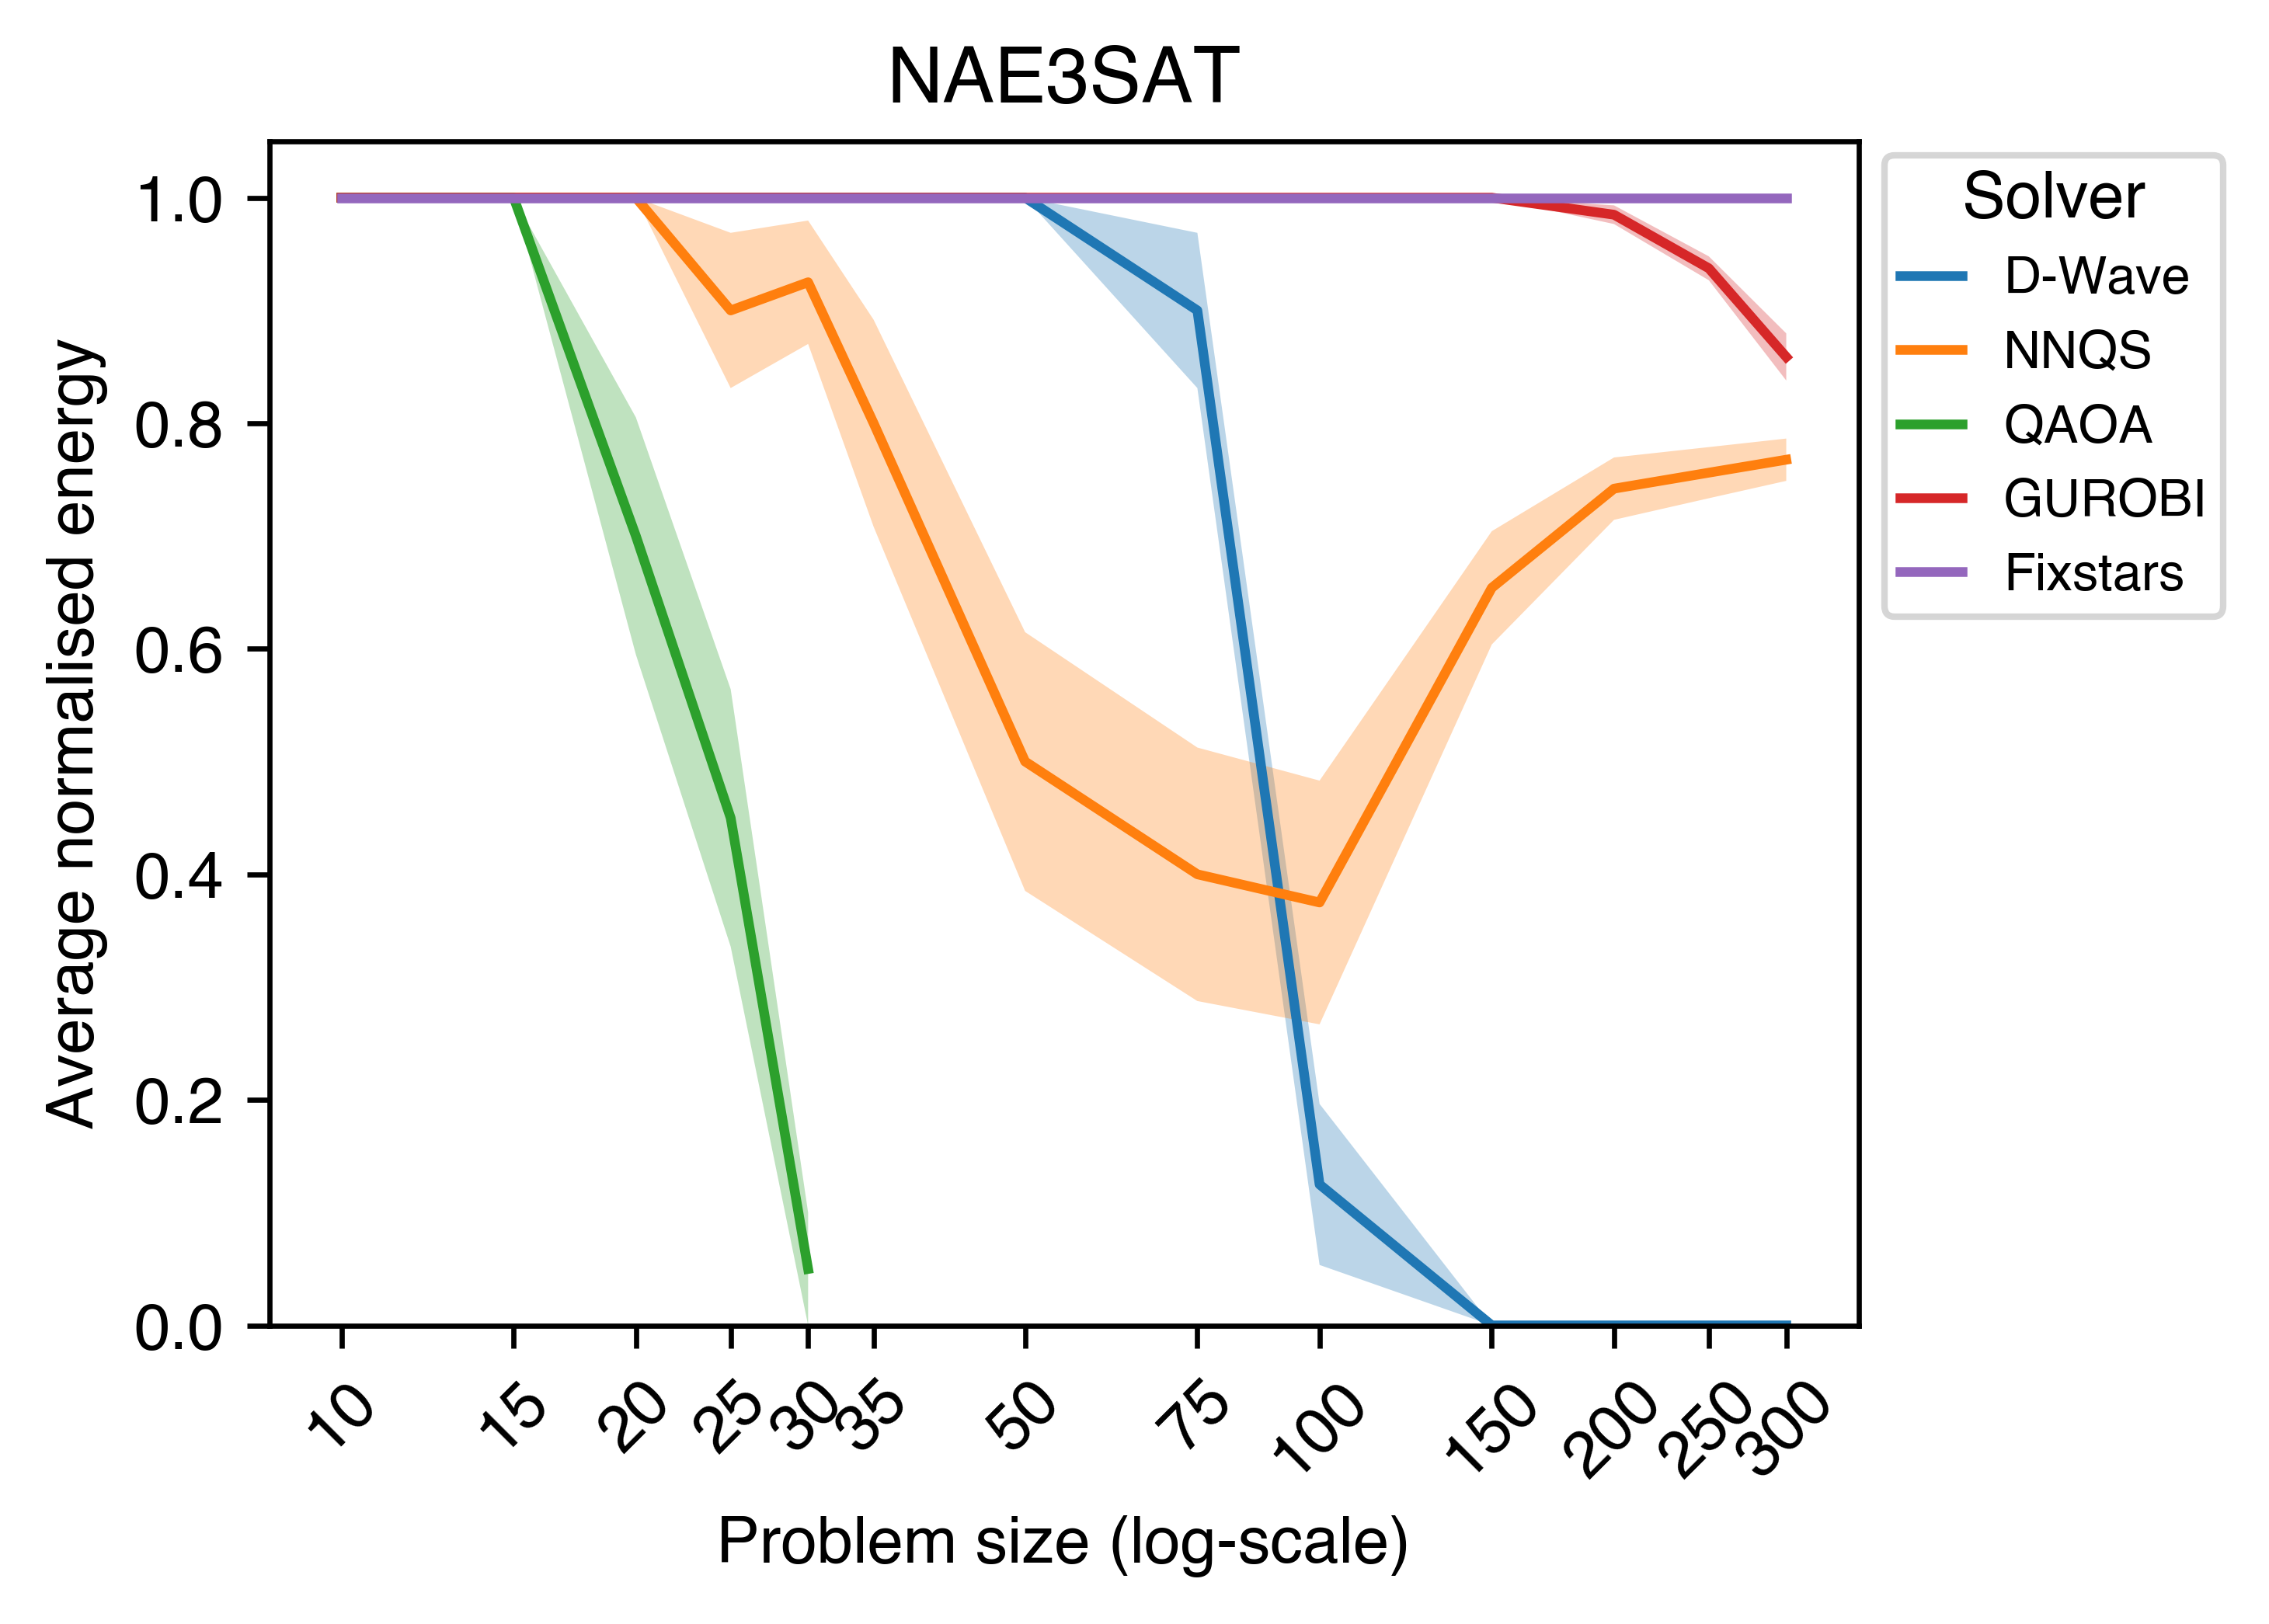 NAE3SAT
Average normalised energy
1.0
0.8
0.6
0.4
0.2
0.0
10
15
20
25
30
35
50
75
100
150
200
250
300
Problem size (log-scale)
Solver
D-Wave
NNQS
QAOA
GUROBI
Fixstars